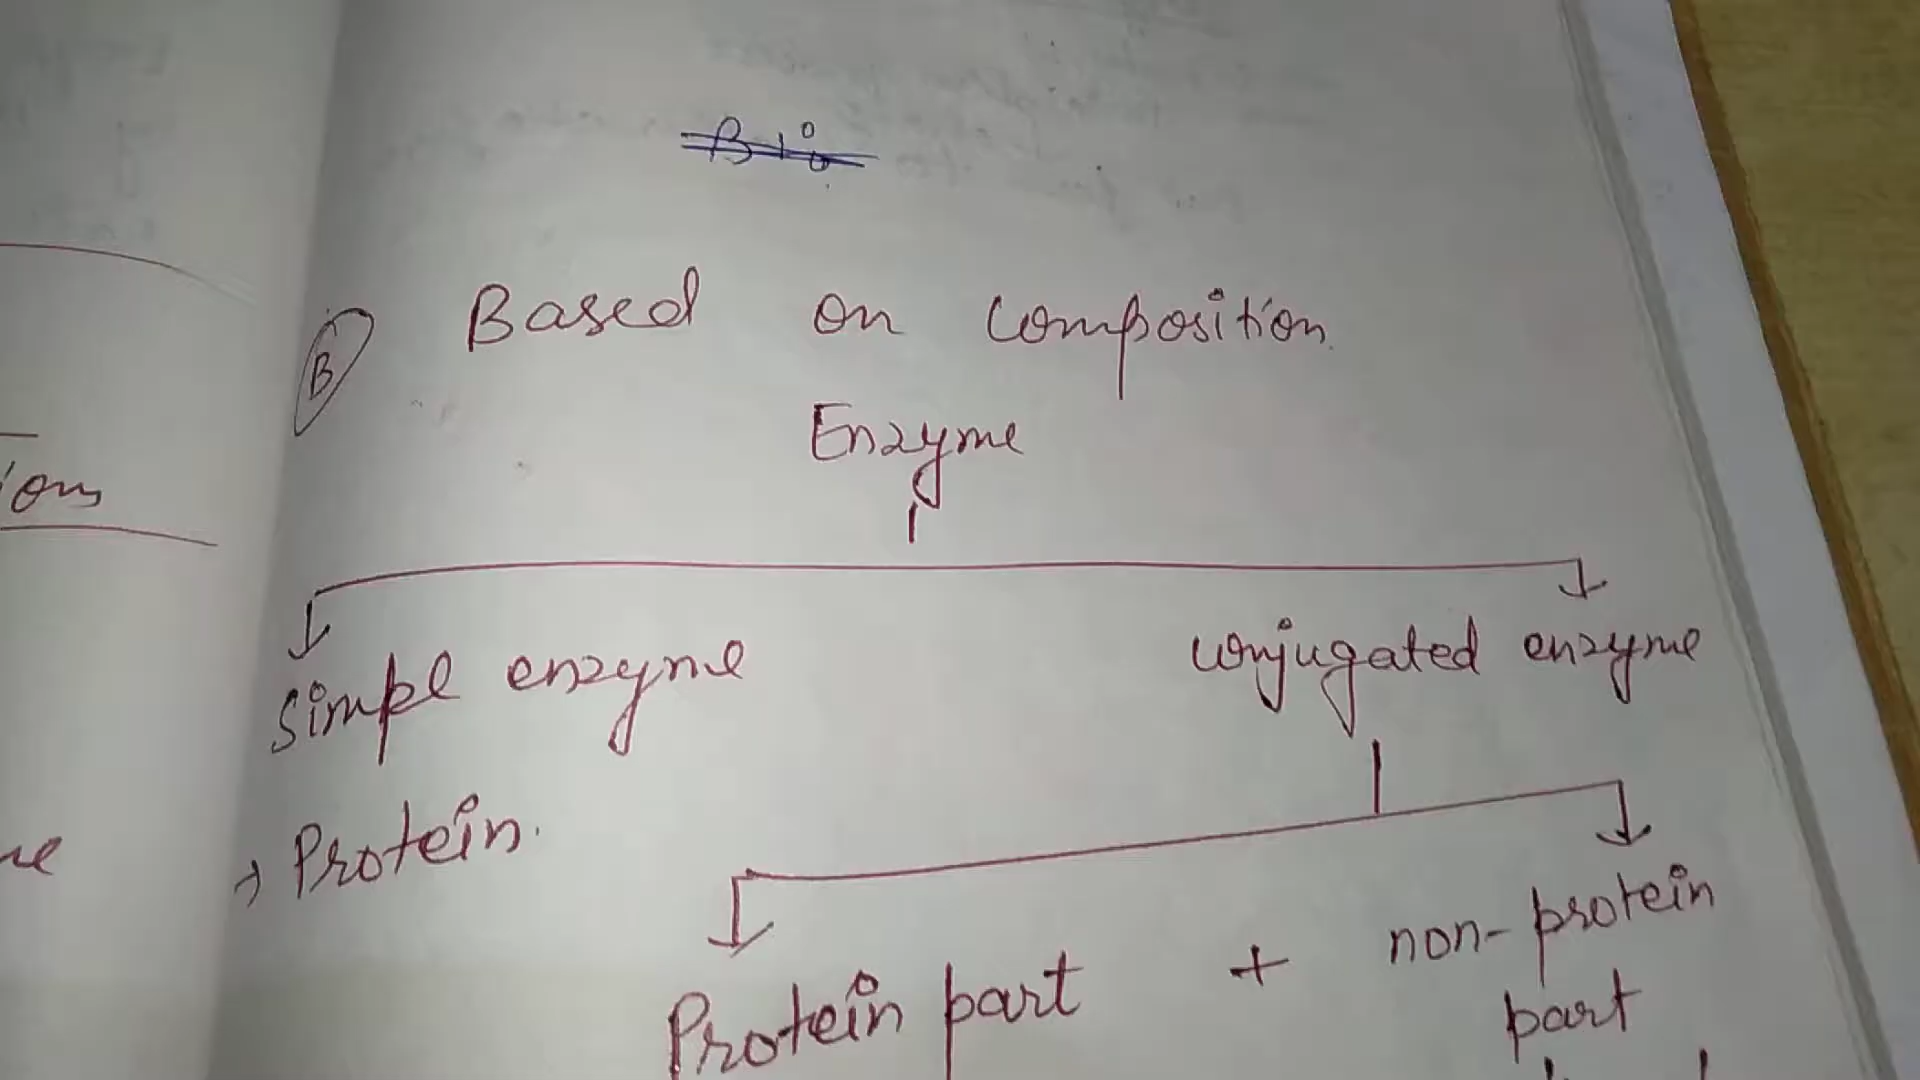 Bio
B Based on Composition
Enzyme
Simple enzyme Conjugated enzyme
→ Protein.
Protein part + non-protein
part